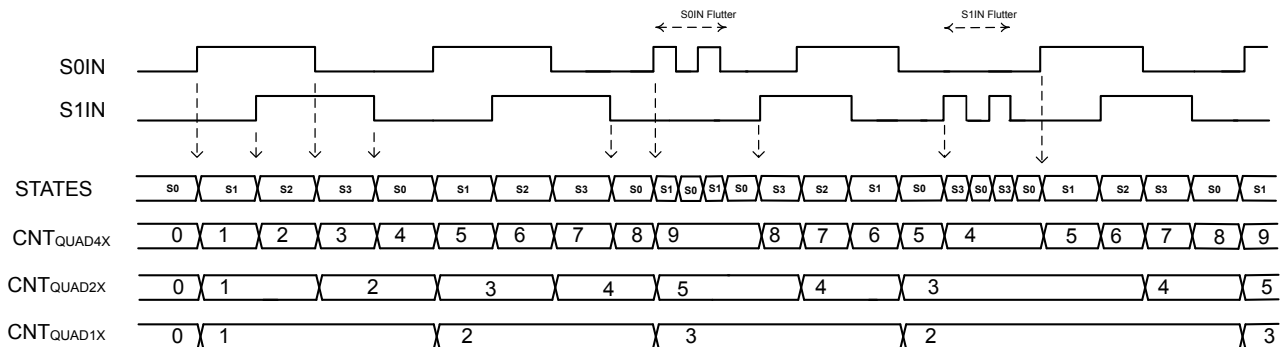 S0IN Flutter S1IN Flutter
S0IN
S1IN
STATES S0 S1 S2 S3 S0 S1 S2 S3 S0 S1 S0 S1 S0 S3 S2 S1 S0 S3 S0 S3 S0 S1 S2 S3 S0 S1
CNTQUAD4X 0 1 2 3 4 5 6 7 8 9 8 7 6 5 4 5 6 7 8 9
CNTQUAD2X 0 1 2 3 4 5 4 3 4 5
CNTQUAD1X 0 1 2 3 2 3